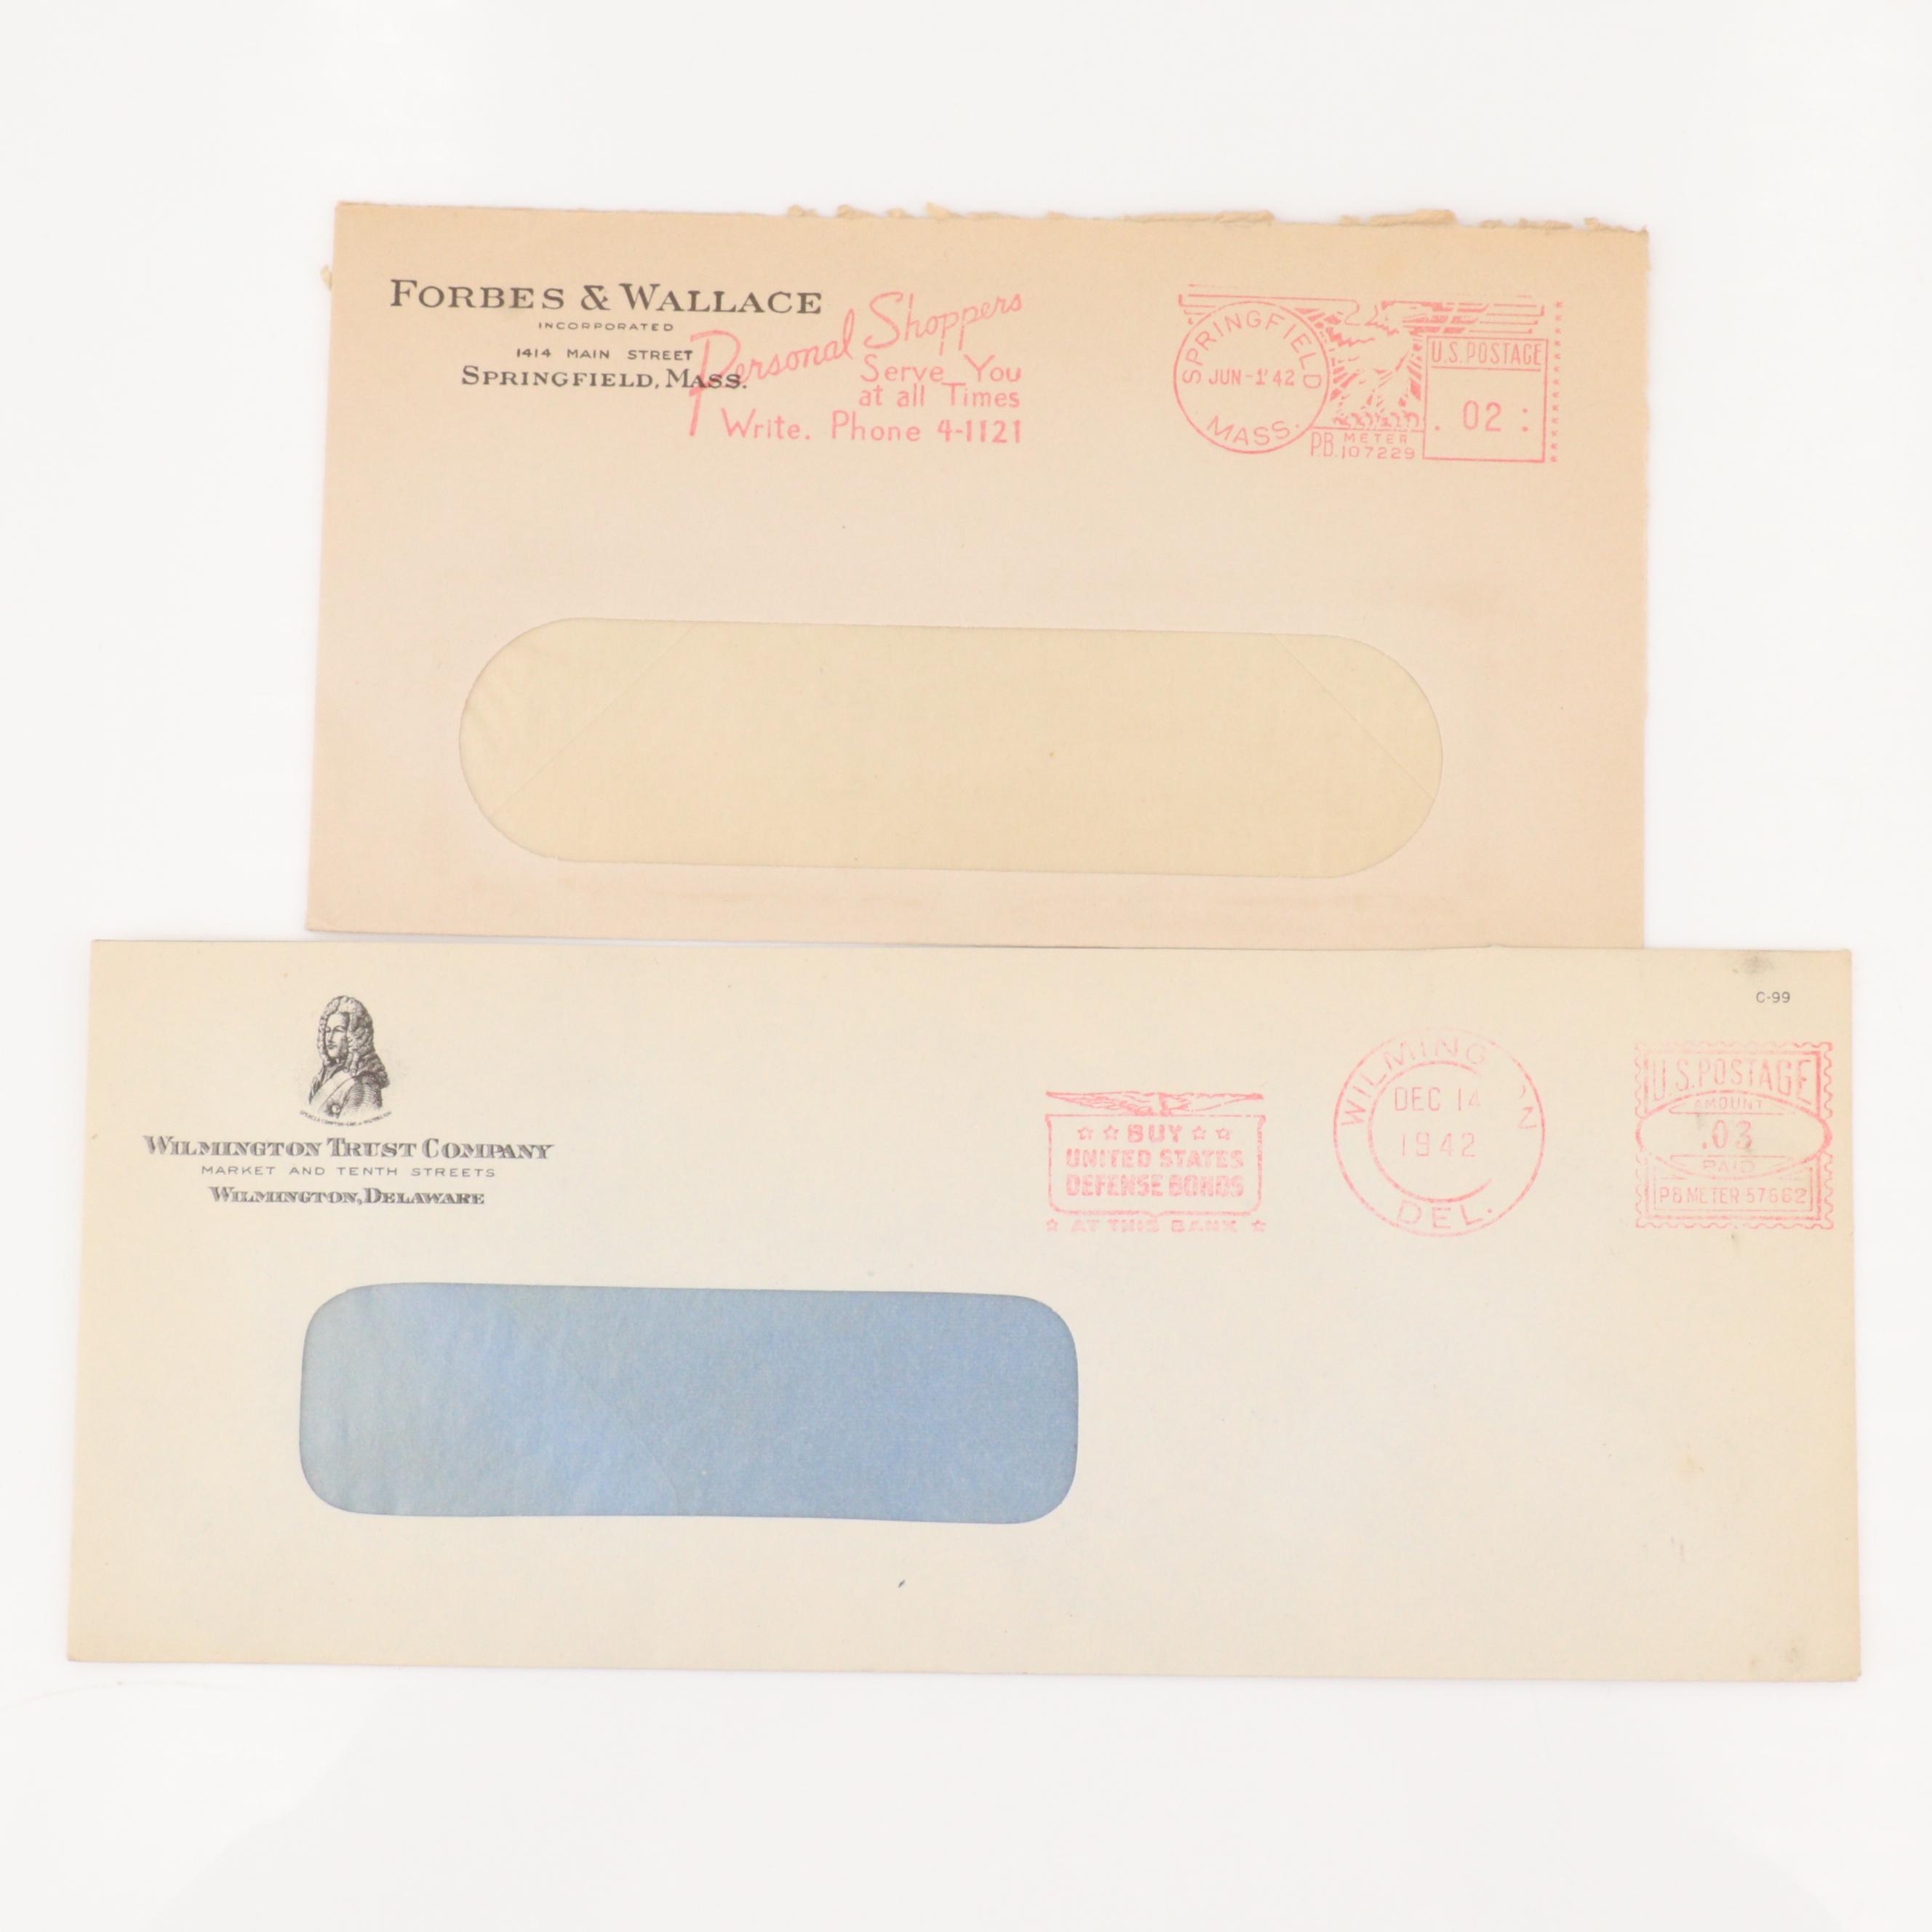 FORBES & WALLACE
INCORPORATED
1414 MAIN STREET
SPRINGFIELD, MASS.
Personal Shoppers
Serve You
at all Times
Write. Phone 4-1121
SPRINGFIELD
JUN-1'42
MASS.
P.B. METER
107229
U.S. POSTAGE
. 02 :
C-99
WILMINGTON TRUST COMPANY
MARKET AND TENTH STREETS
WILMINGTON, DELAWARE
☆ ☆ BUY ☆ ☆
UNITED STATES
DEFENSE BONDS
☆ AT THIS BANK ☆
WILMING N
DEC 14
1942
DEL.
U.S. POSTAGE
AMOUNT
.03
PAID
PB METER 57662